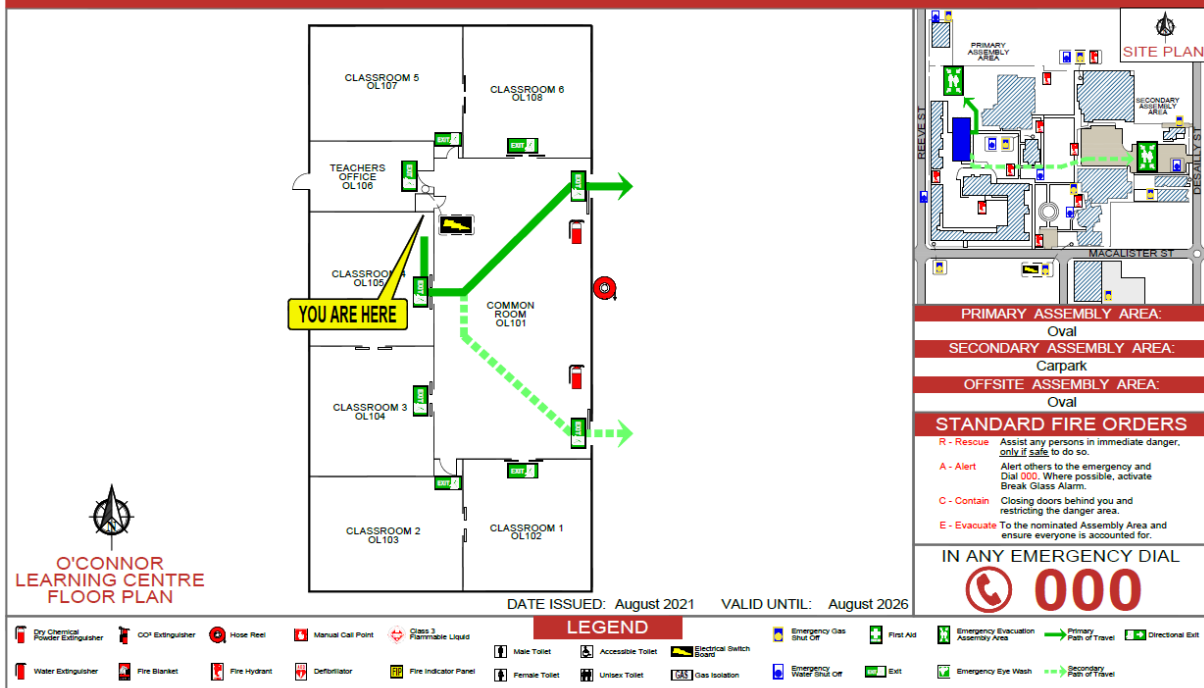 CLASSROOM 5
OL107
CLASSROOM 6
OL108
EXIT
EXIT
TEACHERS
OFFICE
OL106
EXIT
EXIT
CLASSROOM 4
OL105
EXIT
YOU ARE HERE
COMMON
ROOM
OL101
CLASSROOM 3
OL104
EXIT
EXIT
EXIT
EXIT
CLASSROOM 2
OL103
CLASSROOM 1
OL102
O'CONNOR
LEARNING CENTRE
FLOOR PLAN
DATE ISSUED: August 2021 VALID UNTIL: August 2026
SITE PLAN
PRIMARY
ASSEMBLY
AREA
SECONDARY
ASSEMBLY
AREA
REEVE ST
DESAILLY ST
MACALISTER ST
PRIMARY ASSEMBLY AREA:
Oval
SECONDARY ASSEMBLY AREA:
Carpark
OFFSITE ASSEMBLY AREA:
Oval
STANDARD FIRE ORDERS
R - Rescue Assist any persons in immediate danger,
only if safe to do so.
A - Alert Alert others to the emergency and
Dial 000. Where possible, activate
Break Glass Alarm.
C - Contain Closing doors behind you and
restricting the danger area.
E - Evacuate To the nominated Assembly Area and
ensure everyone is accounted for.
IN ANY EMERGENCY DIAL
000
LEGEND
Dry Chemical
Powder Extinguisher
CO² Extinguisher
Hose Reel
Manual Call Point
Class 3
Flammable Liquid
Water Extinguisher
Fire Blanket
Fire Hydrant
Defibrillator
FIP
Fire Indicator Panel
Male Toilet
Accessible Toilet
Electrical Switch
Board
Female Toilet
Unisex Toilet
GAS
Gas Isolation
Emergency Gas
Shut Off
First Aid
Emergency Evacuation
Assembly Area
Primary
Path of Travel
Directional Exit
Emergency
Water Shut Off
EXIT
Exit
Emergency Eye Wash
Secondary
Path of Travel